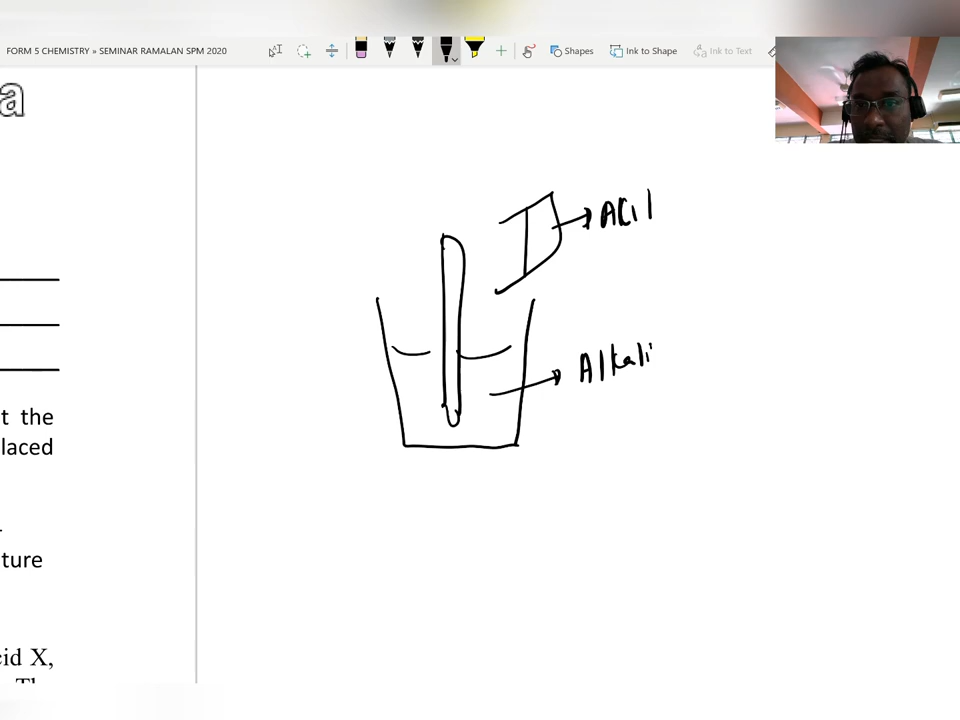 FORM 5 CHEMISTRY » SEMINAR RAMALAN SPM 2020
Shapes
Ink to Shape
Ink to Text
a
Acid
Alkali
t the
laced
ture
cid X,